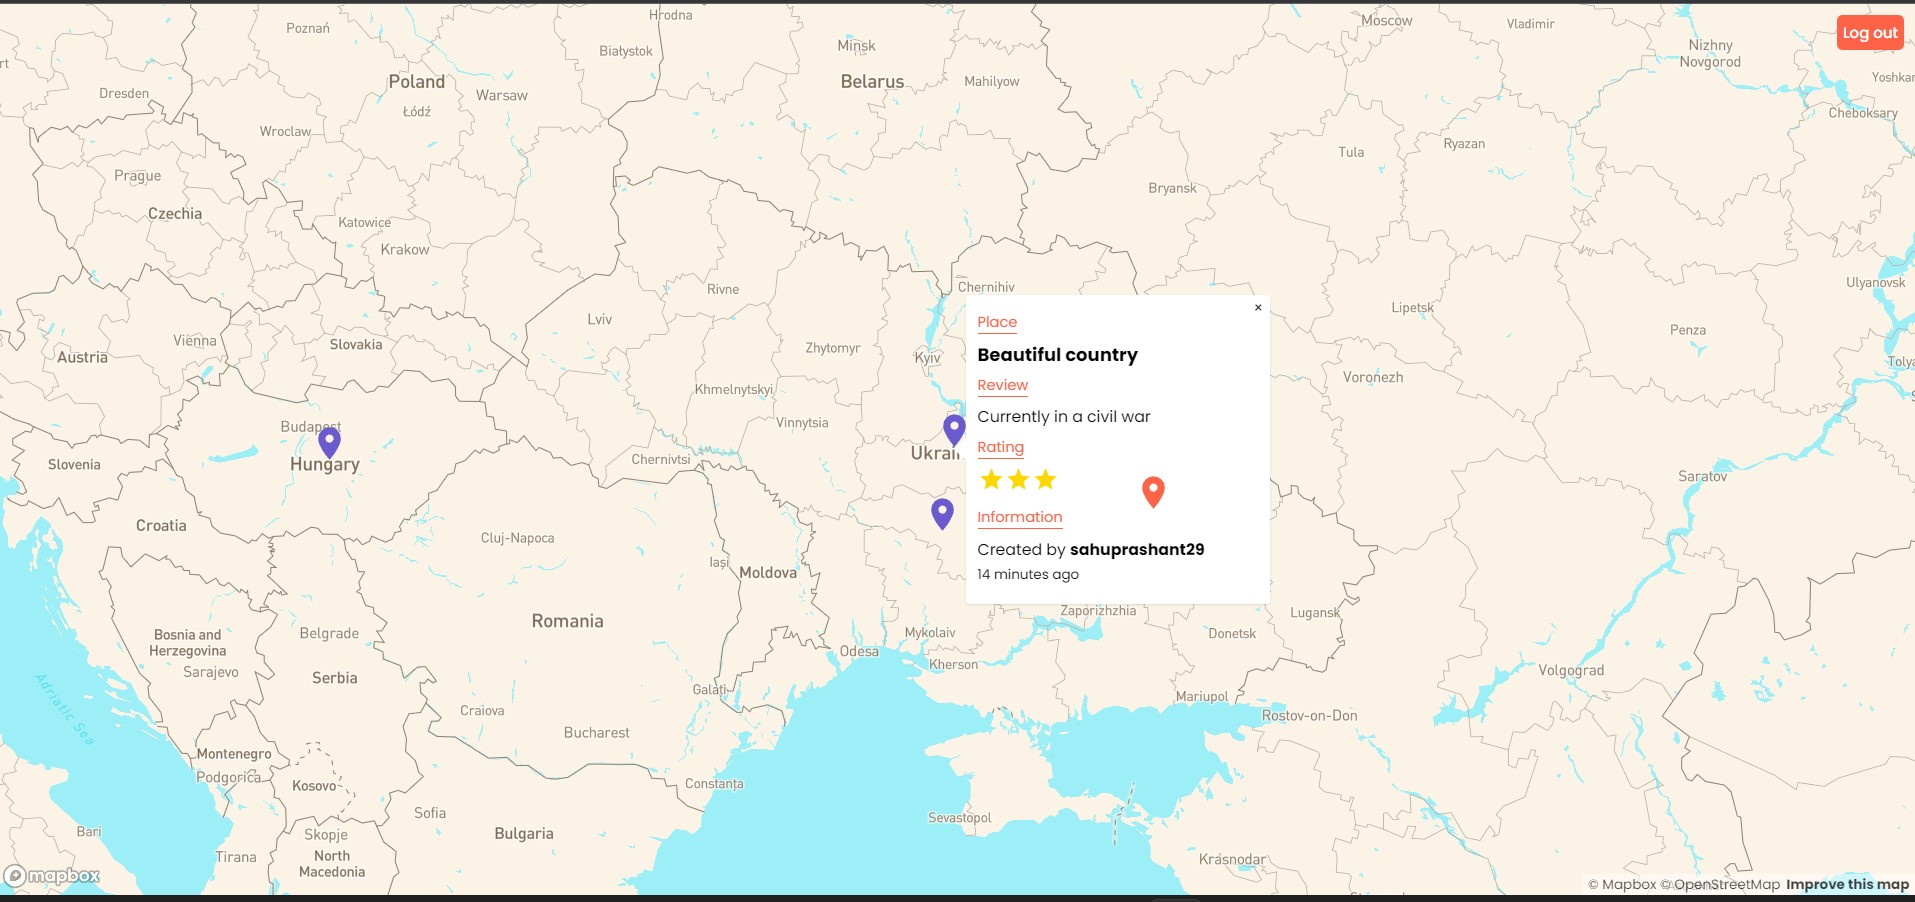 Hrodna
Moscow
Vladimir
Poznań
Log out
Białystok
Minsk
Nizhny
Novgorod
Poland
Belarus
Mahilyow
Yoshkar
Dresden
Warsaw
Łódź
Cheboksary
Wroclaw
Tula
Ryazan
Prague
Bryansk
Czechia
Katowice
Krakow
Rivne
Chernihiv
Ulyanovsk
Lipetsk
Lviv
Penza
Place
×
Vienna
Slovakia
Zhytomyr
Kyiv
Beautiful country
Austria
Tolya
Voronezh
Khmelnytskyi
Review
Vinnytsia
Currently in a civil war
Budapest
Rating
Ukrain
Chernivtsi
Slovenia
Hungary
Saratov
Information
Croatia
Cluj-Napoca
Created by sahuprashant29
Iași
Moldova
14 minutes ago
Zaporizhzhia
Lugansk
Romania
Bosnia and
Herzegovina
Belgrade
Mykolaiv
Donetsk
Odesa
Kherson
Sarajevo
Serbia
Volgograd
Adriatic Sea
Galați
Mariupol
Craiova
Rostov-on-Don
Bucharest
Montenegro
Podgorica
Kosovo
Constanța
Sofia
Sevastopol
Bari
Skopje
Bulgaria
Tirana
North
Macedonia
Krasnodar
mapbox
© Mapbox © OpenStreetMap Improve this map